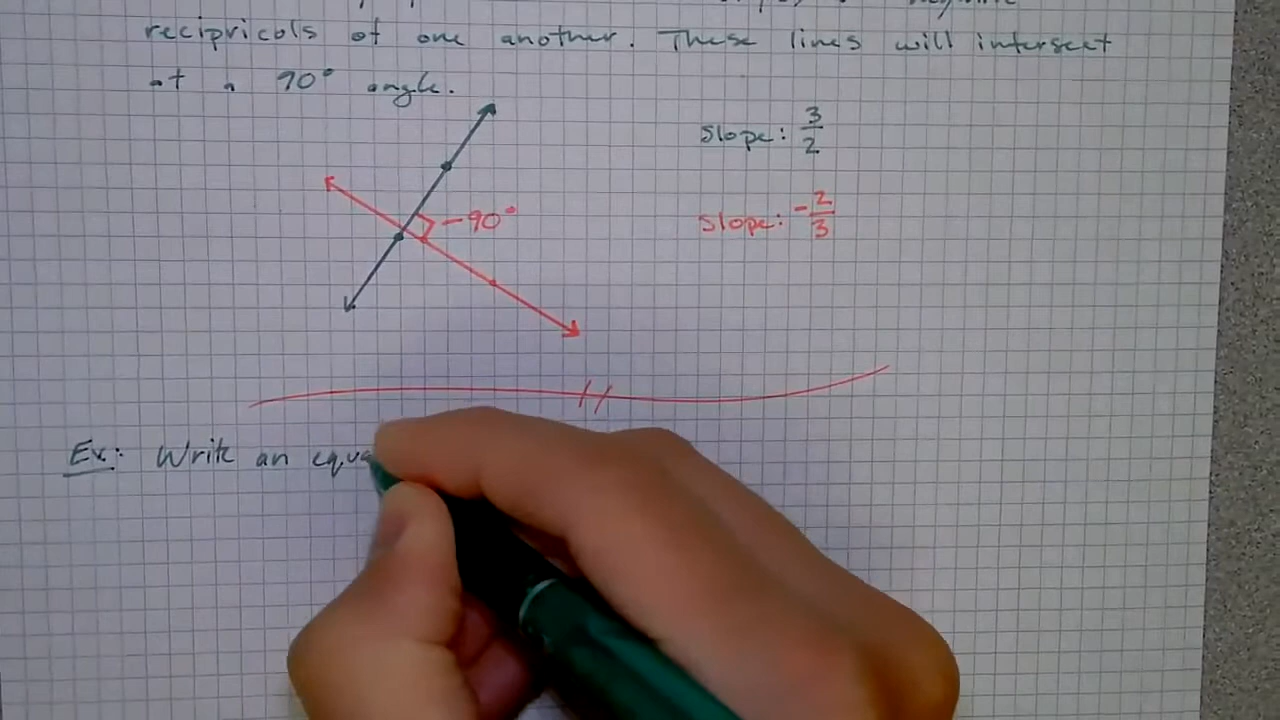 recipricols of one another. These lines will intersect
at a 90° angle.
slope: 3/2
90°
slope: -2/3
Ex: Write an equa